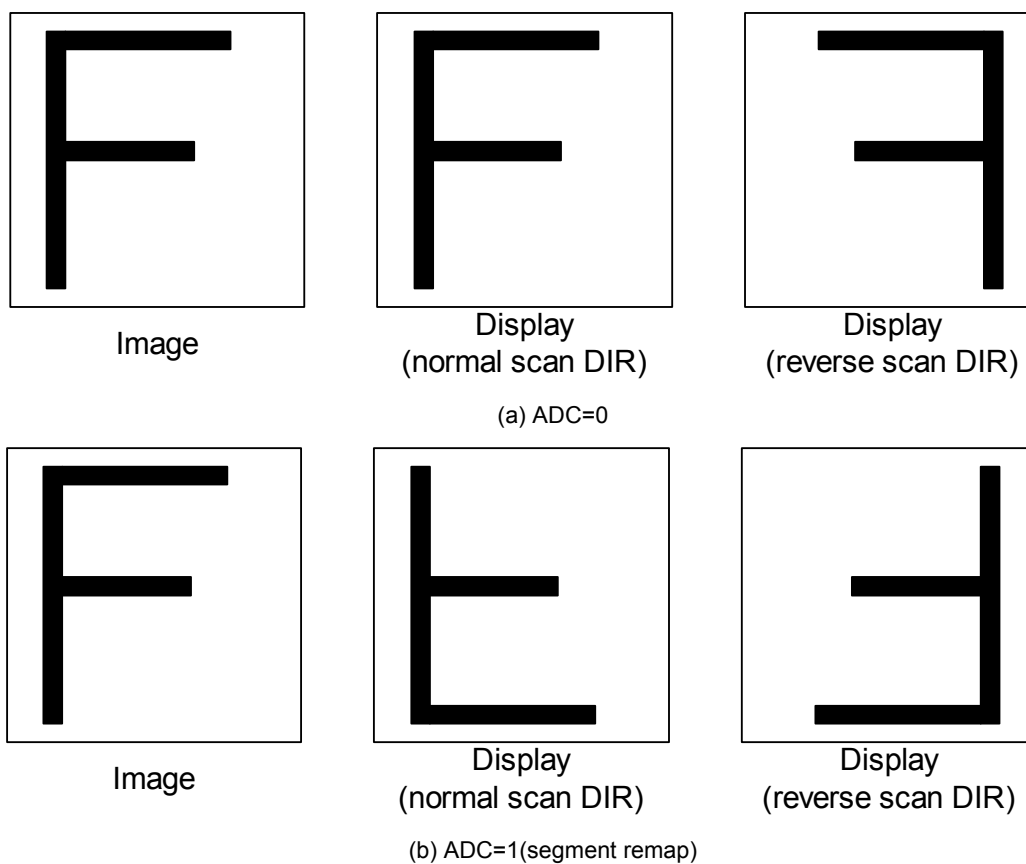 Image
Display
(normal scan DIR)
Display
(reverse scan DIR)
(a) ADC=0
Image
Display
(normal scan DIR)
Display
(reverse scan DIR)
(b) ADC=1(segment remap)